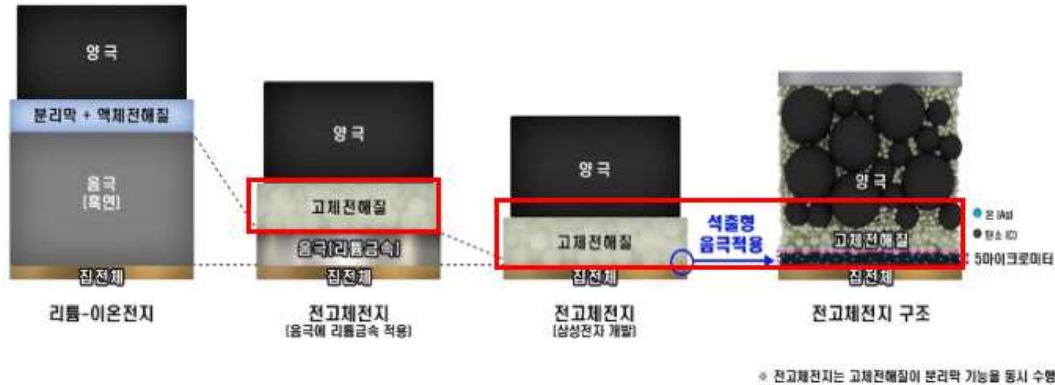 양 극
분리막 + 액체전해질
음극
(흑연)
집전체
리튬-이온전지
양 극
고체전해질
음극(리튬금속)
집전체
전고체전지
(음극에 리튬금속 적용)
양 극
고체전해질
집전체
전고체전지
(삼성전자 개발)
석출형
음극적용
양 극
고체전해질
집전체
은 (Ag)
탄소 (C)
5마이크로미터
전고체전지 구조
※ 전고체전지는 고체전해질이 분리막 기능을 동시 수행